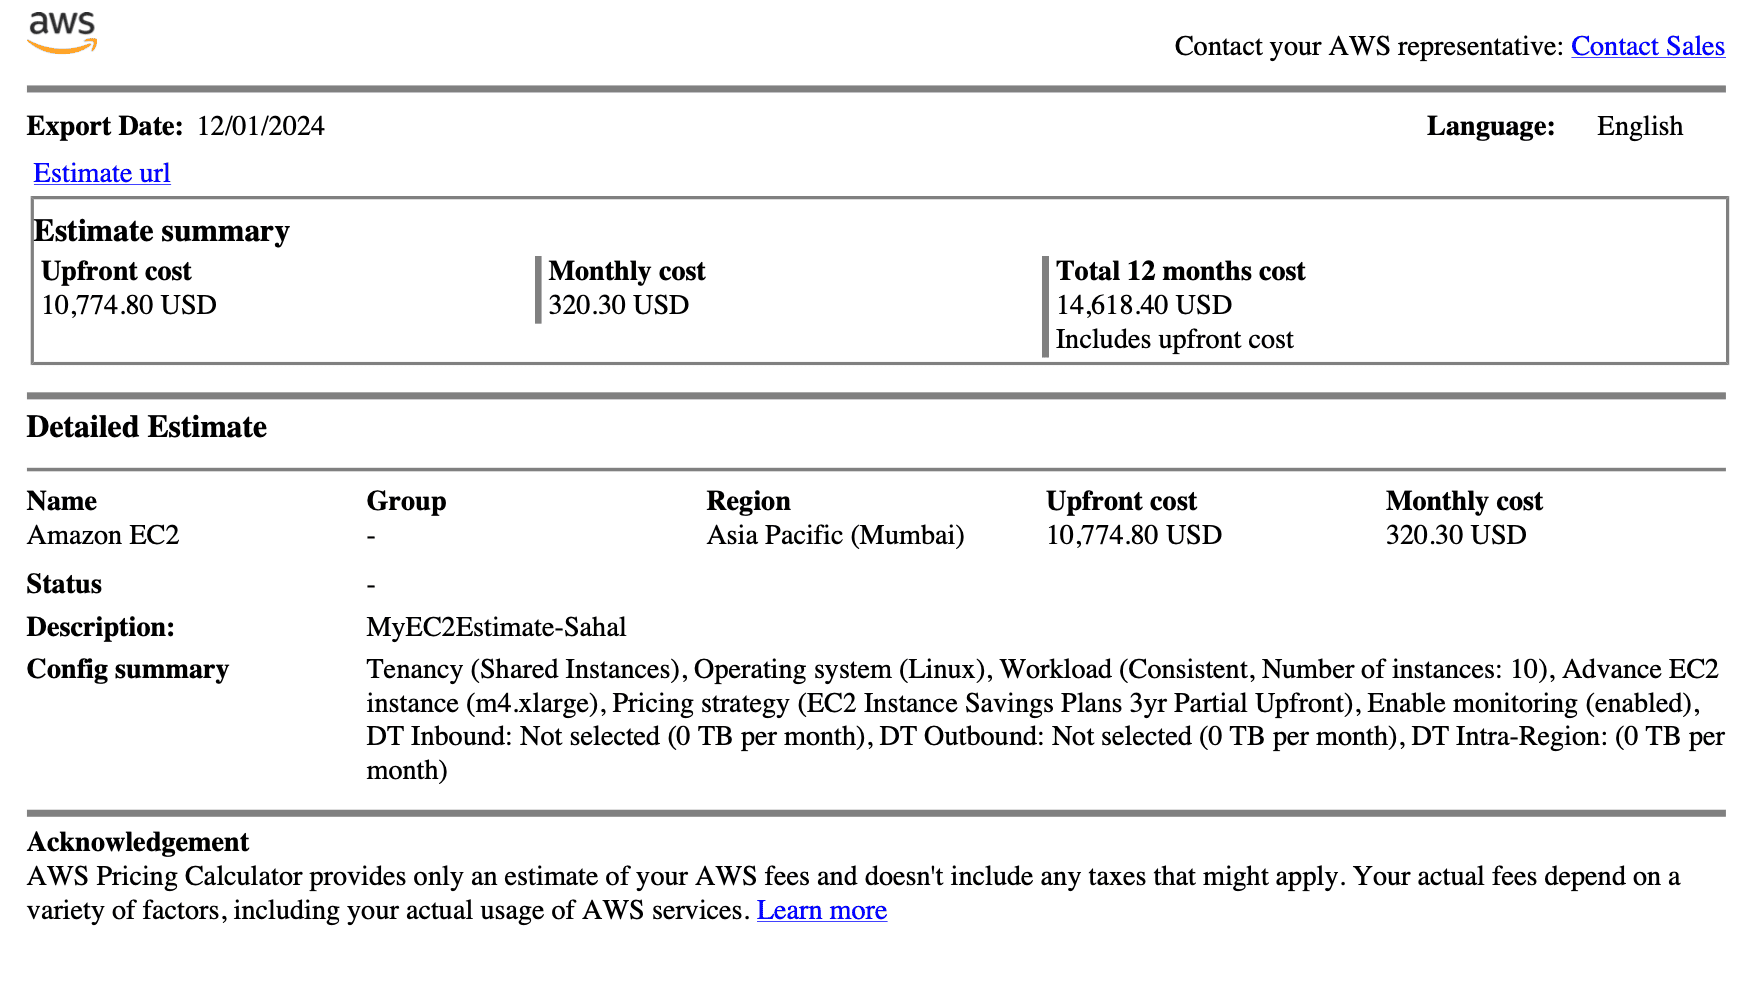 aws
Contact your AWS representative: Contact Sales
Export Date: 12/01/2024 Language: English
Estimate url
Estimate summary
Upfront cost Monthly cost Total 12 months cost
10,774.80 USD 320.30 USD 14,618.40 USD
Includes upfront cost
Detailed Estimate
Name Group Region Upfront cost Monthly cost
Amazon EC2 - Asia Pacific (Mumbai) 10,774.80 USD 320.30 USD
Status -
Description: MyEC2Estimate-Sahal
Config summary Tenancy (Shared Instances), Operating system (Linux), Workload (Consistent, Number of instances: 10), Advance EC2
instance (m4.xlarge), Pricing strategy (EC2 Instance Savings Plans 3yr Partial Upfront), Enable monitoring (enabled),
DT Inbound: Not selected (0 TB per month), DT Outbound: Not selected (0 TB per month), DT Intra-Region: (0 TB per
month)
Acknowledgement
AWS Pricing Calculator provides only an estimate of your AWS fees and doesn't include any taxes that might apply. Your actual fees depend on a
variety of factors, including your actual usage of AWS services. Learn more